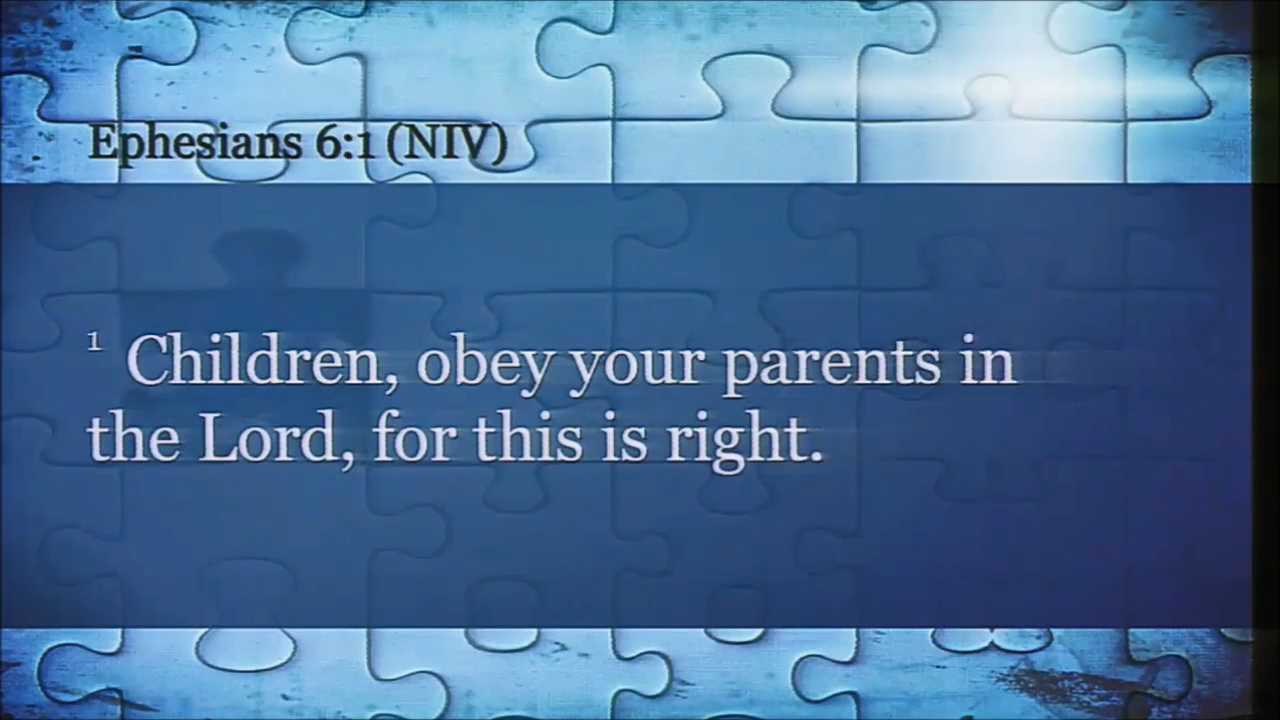 Ephesians 6:1 (NIV)
1 Children, obey your parents in
the Lord, for this is right.